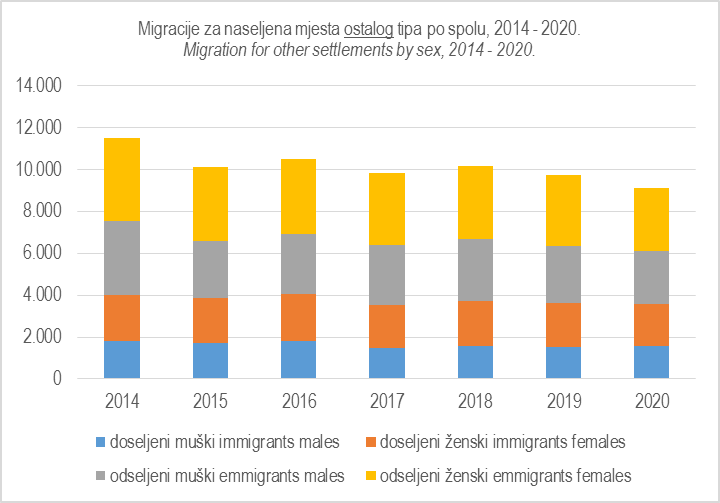 Migracije za naseljena mjesta ostalog tipa po spolu, 2014 - 2020.
Migration for other settlements by sex, 2014 - 2020.
14.000
12.000
10.000
8.000
6.000
4.000
2.000
0
2014 2015 2016 2017 2018 2019 2020
doseljeni muški immigrants males doseljeni ženski immigrants females
odseljeni muški emmigrants males odseljeni ženski emmigrants females